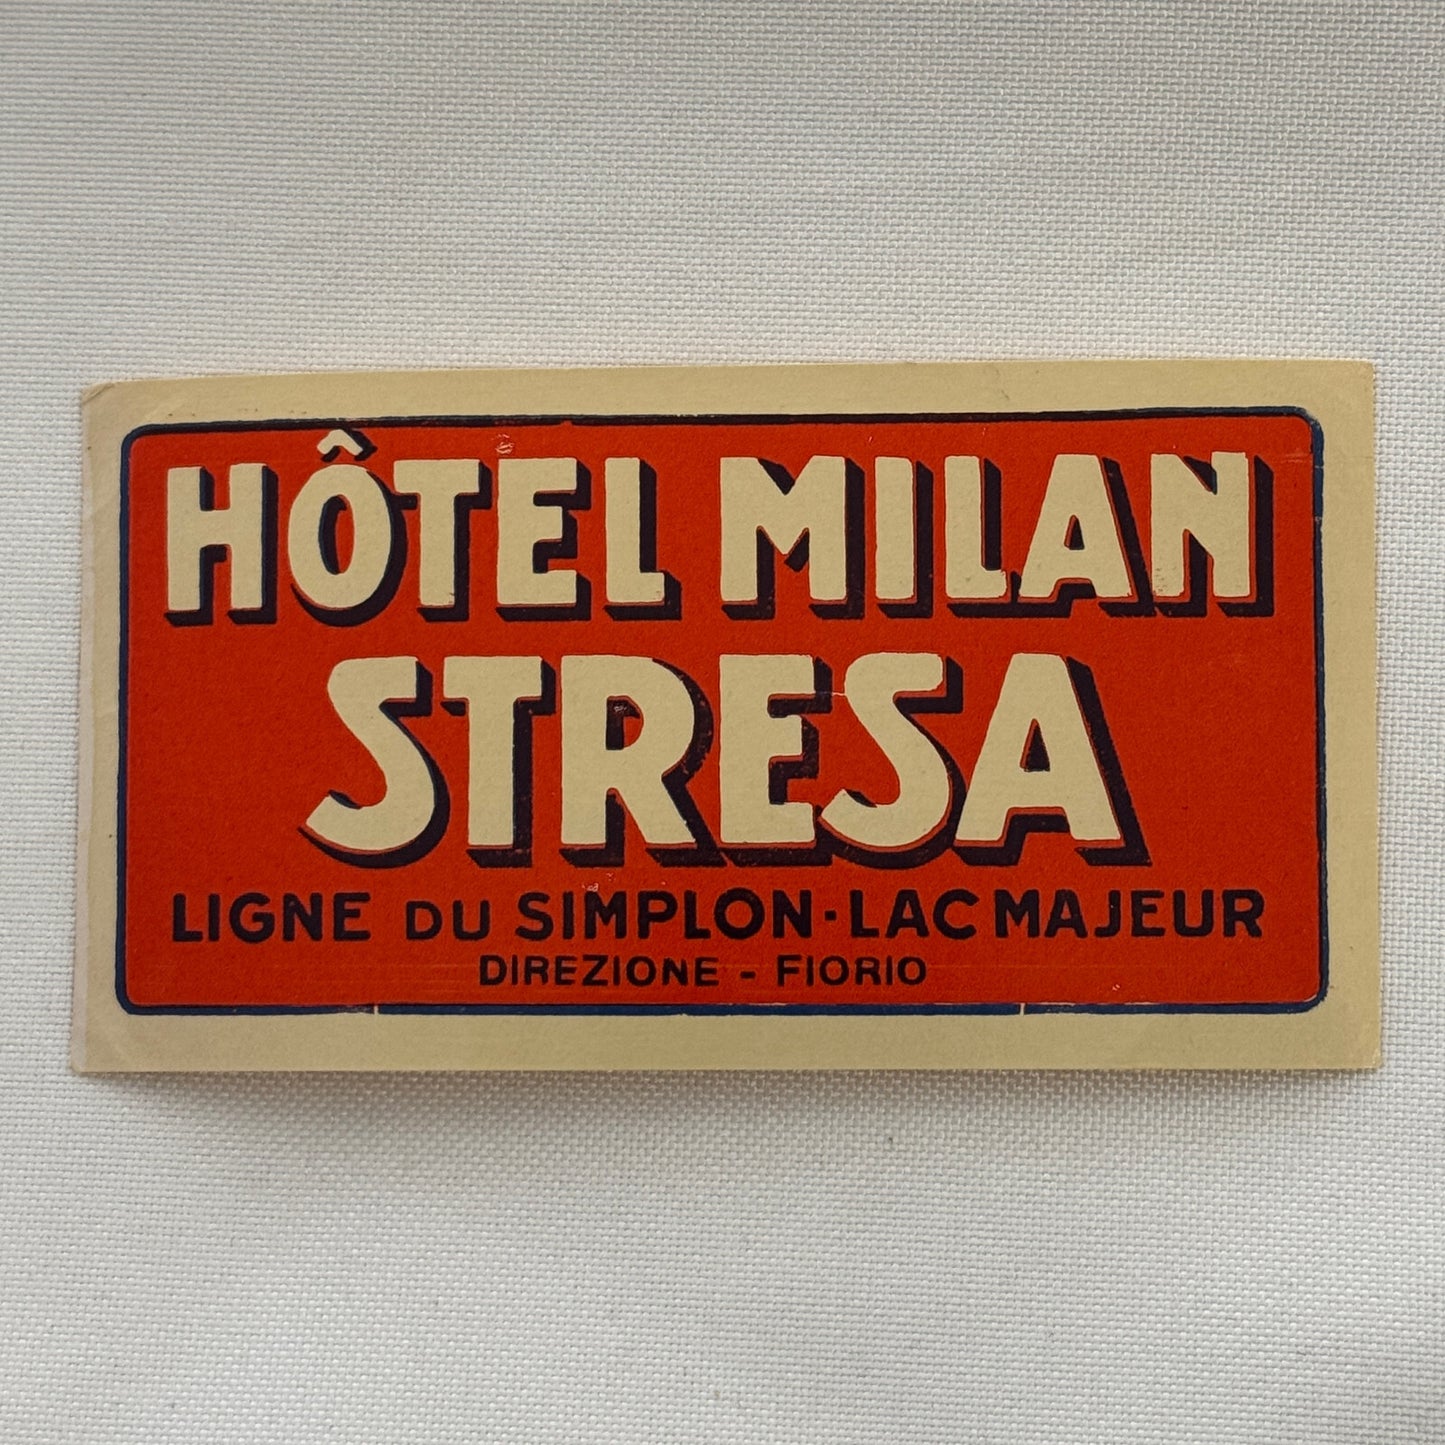 HÔTEL MILAN
STRESA
LIGNE DU SIMPLON·LAC MAJEUR
DIREZIONE - FIORIO